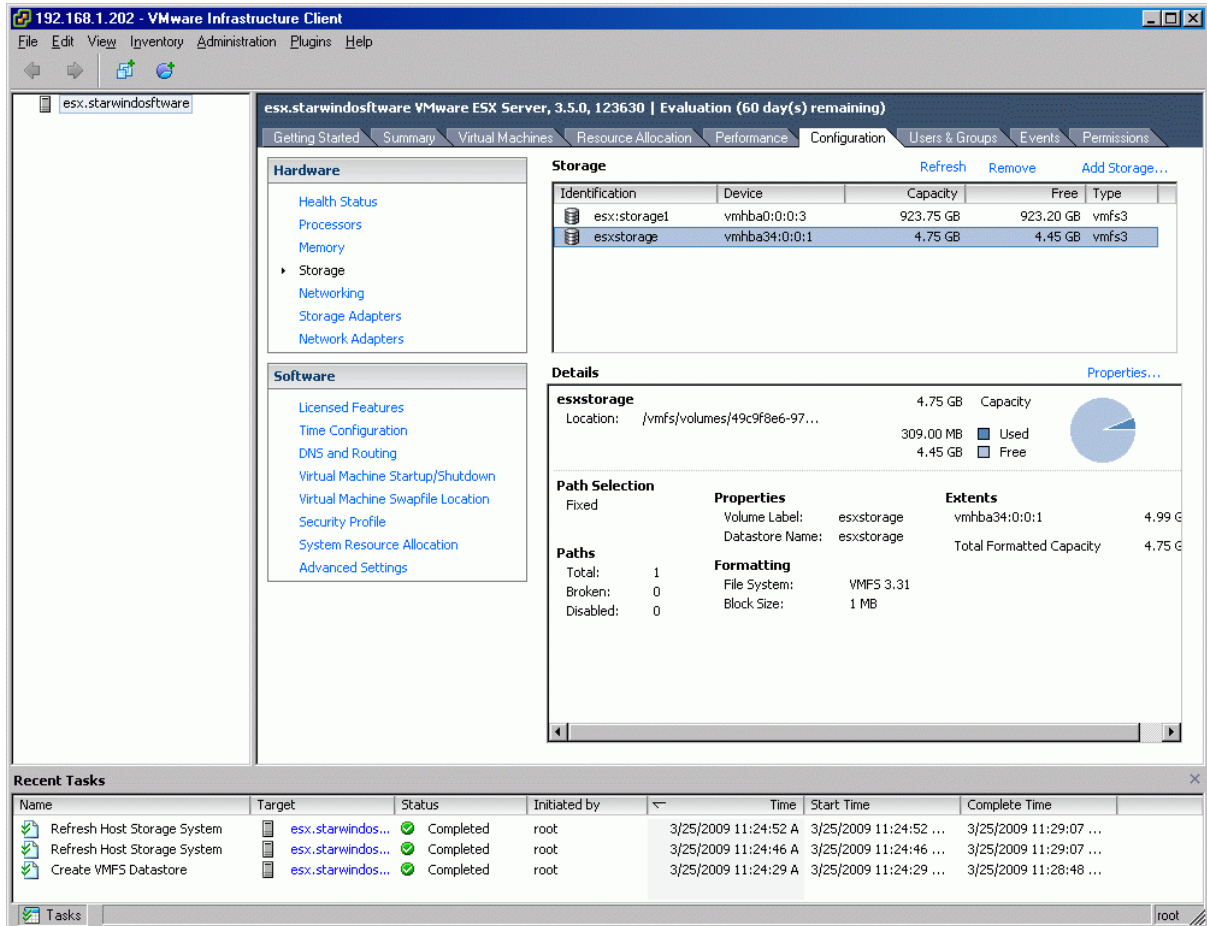 192.168.1.202 - VMware Infrastructure Client
File Edit View Inventory Administration Plugins Help
esx.starwindosftware
esx.starwindosftware VMware ESX Server, 3.5.0, 123630 | Evaluation (60 day(s) remaining)
Getting Started Summary Virtual Machines Resource Allocation Performance Configuration Users & Groups Events Permissions
Hardware
Health Status
Processors
Memory
Storage
Networking
Storage Adapters
Network Adapters
Software
Licensed Features
Time Configuration
DNS and Routing
Virtual Machine Startup/Shutdown
Virtual Machine Swapfile Location
Security Profile
System Resource Allocation
Advanced Settings
Storage Refresh Remove Add Storage...
Identification Device Capacity Free Type
esx:storage1 vmhba0:0:0:3 923.75 GB 923.20 GB vmfs3
esxstorage vmhba34:0:0:1 4.75 GB 4.45 GB vmfs3
Details Properties...
esxstorage 4.75 GB Capacity
Location: /vmfs/volumes/49c9f8e6-97...
309.00 MB Used
4.45 GB Free
Path Selection
Fixed
Paths
Total: 1
Broken: 0
Disabled: 0
Properties
Volume Label: esxstorage
Datastore Name: esxstorage
Formatting
File System: VMFS 3.31
Block Size: 1 MB
Extents
vmhba34:0:0:1 4.99 G
Total Formatted Capacity 4.75 G
Recent Tasks
Name Target Status Initiated by Time Start Time Complete Time
Refresh Host Storage System esx.starwindos... Completed root 3/25/2009 11:24:52 A 3/25/2009 11:24:52 ... 3/25/2009 11:29:07 ...
Refresh Host Storage System esx.starwindos... Completed root 3/25/2009 11:24:46 A 3/25/2009 11:24:46 ... 3/25/2009 11:29:07 ...
Create VMFS Datastore esx.starwindos... Completed root 3/25/2009 11:24:29 A 3/25/2009 11:24:29 ... 3/25/2009 11:28:48 ...
Tasks root